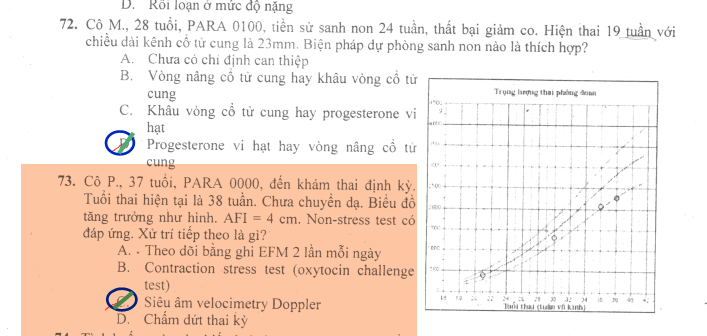 D. Rối loạn ở mức độ nặng
72. Cô M., 28 tuổi, PARA 0100, tiền sử sanh non 24 tuần, thất bại giảm co. Hiện thai 19 tuần với
chiều dài kênh cổ tử cung là 23mm. Biện pháp dự phòng sanh non nào là thích hợp?
A. Chưa có chỉ định can thiệp
B. Vòng nâng cổ tử cung hay khâu vòng cổ tử
cung
C. Khâu vòng cổ tử cung hay progesterone vi
hạt
Progesterone vi hạt hay vòng nâng cổ tử
cung
73. Cô P., 37 tuổi, PARA 0000, đến khám thai định kỳ.
Tuổi thai hiện tại là 38 tuần. Chưa chuyển dạ. Biểu đồ
tăng trưởng như hình. AFI = 4 cm. Non-stress test có
đáp ứng. Xử trí tiếp theo là gì?
A. Theo dõi bằng ghi EFM 2 lần mỗi ngày
B. Contraction stress test (oxytocin challenge
test)
C. Siêu âm velocimetry Doppler
D. Chấm dứt thai kỳ
Trọng lượng thai phỏng đoán
20 22 24 26 28 30 32 34 36 38 40
Tuổi thai (tuần vô kinh)